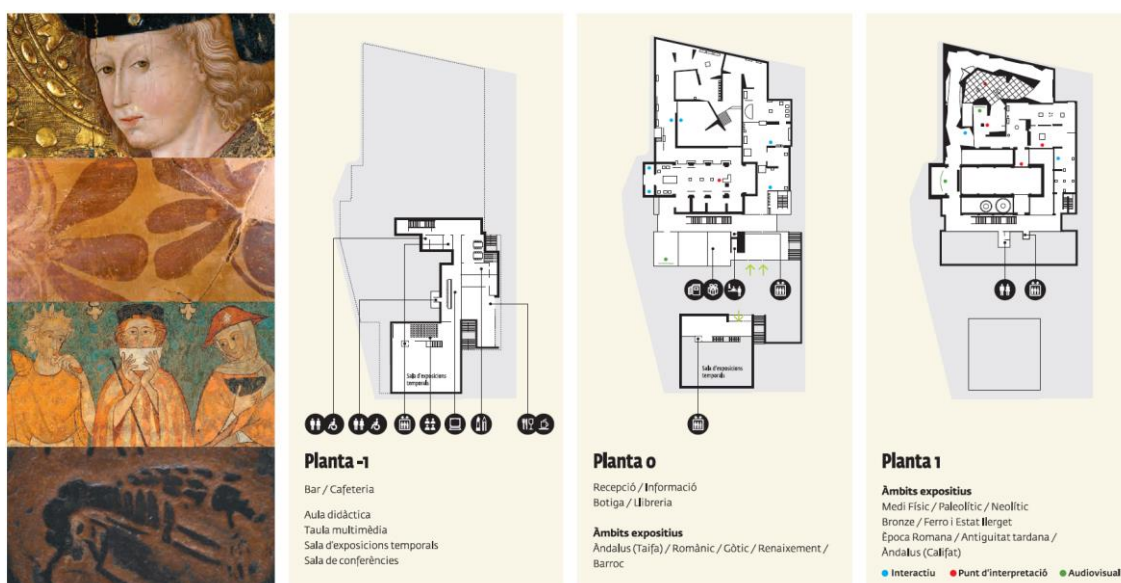 Sala d'exposicions
temporals
Planta -1
Bar / Cafeteria
Aula didàctica
Taula multimèdia
Sala d'exposicions temporals
Sala de conferències
Sala d'exposicions
temporals
Planta 0
Recepció / Informació
Botiga / Llibreria
Àmbits expositius
Àndalus (Taifa) / Romànic / Gòtic / Renaixement /
Barroc
Planta 1
Àmbits expositius
Medi Físic / Paleolític / Neolític
Bronze / Ferro i Estat Ilerget
Època Romana / Antiguitat tardana /
Àndalus (Califat)
Interactiu Punt d'interpretació Audiovisual